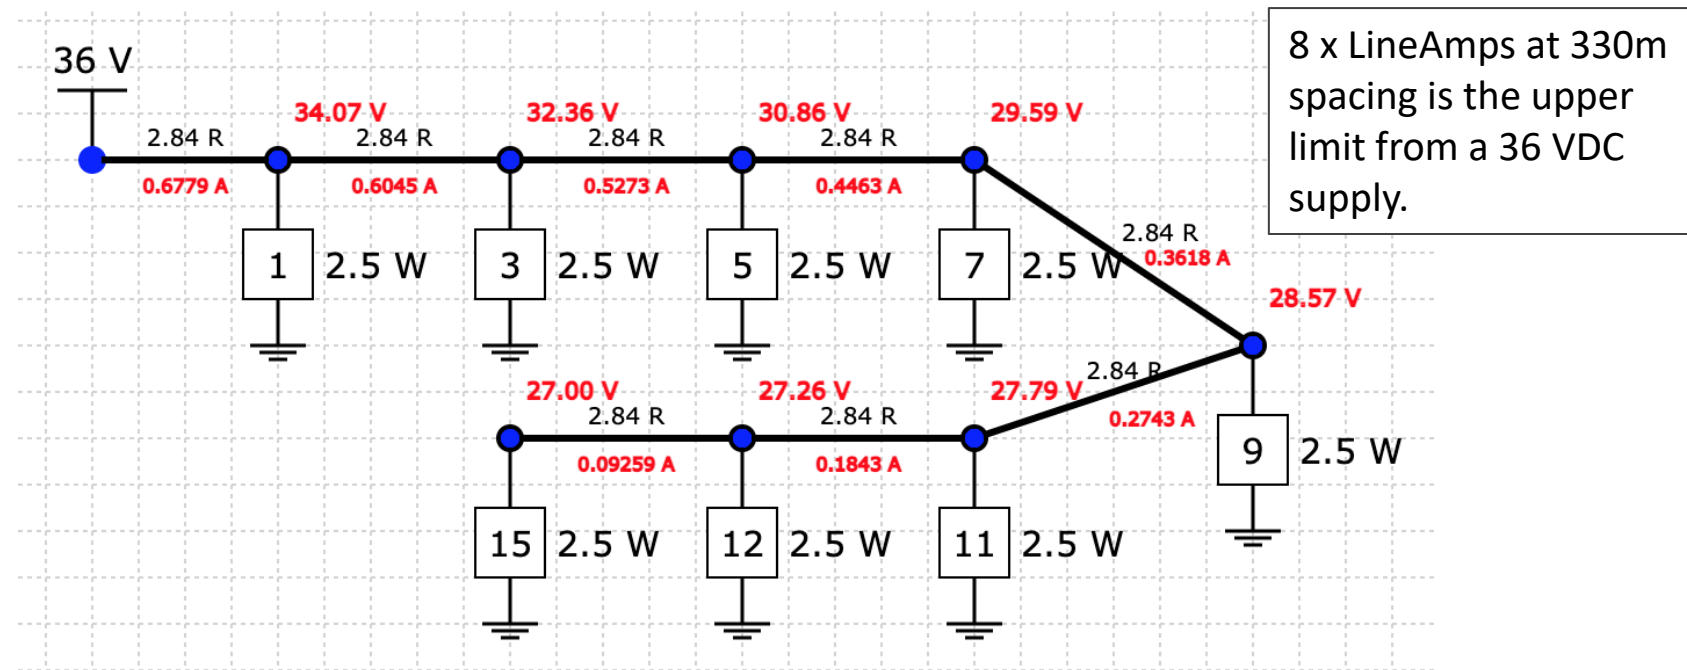 36 V
8 x LineAmps at 330m
spacing is the upper
limit from a 36 VDC
supply.
34.07 V
32.36 V
30.86 V
29.59 V
2.84 R
2.84 R
2.84 R
2.84 R
0.6779 A
0.6045 A
0.5273 A
0.4463 A
2.84 R
0.3618 A
1 2.5 W
3 2.5 W
5 2.5 W
7 2.5 W
28.57 V
2.84 R
27.00 V
27.26 V
27.79 V
2.84 R
2.84 R
0.2743 A
0.09259 A
0.1843 A
9 2.5 W
15 2.5 W
12 2.5 W
11 2.5 W